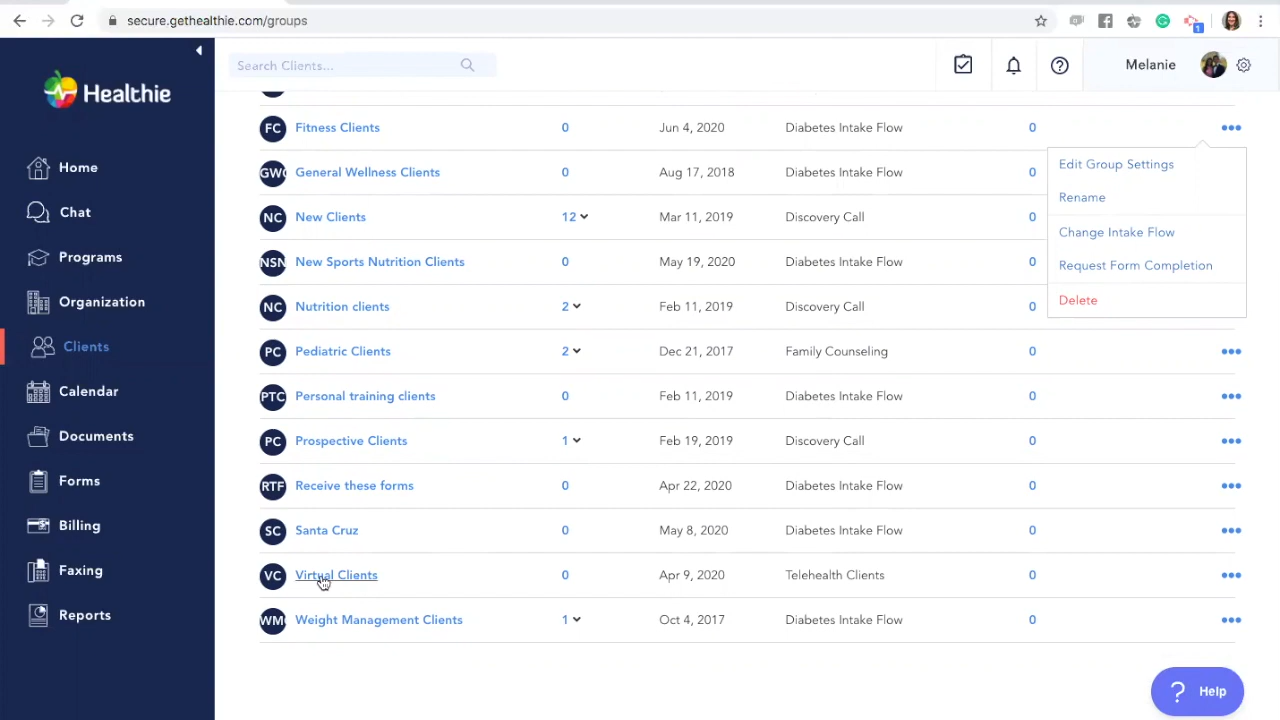 secure.gethealthie.com/groups
1
Healthie
Search Clients...
Melanie
Home
Chat
Programs
Organization
Clients
Calendar
Documents
Forms
Billing
Faxing
Reports
FC Fitness Clients 0 Jun 4, 2020 Diabetes Intake Flow 0
GWC General Wellness Clients 0 Aug 17, 2018 Diabetes Intake Flow 0
NC New Clients 12 Mar 11, 2019 Discovery Call 0
NSN New Sports Nutrition Clients 0 May 19, 2020 Diabetes Intake Flow 0
NC Nutrition clients 2 Feb 11, 2019 Discovery Call 0
PC Pediatric Clients 2 Dec 21, 2017 Family Counseling 0
PTC Personal training clients 0 Feb 11, 2019 Diabetes Intake Flow 0
PC Prospective Clients 1 Feb 19, 2019 Discovery Call 0
RTF Receive these forms 0 Apr 22, 2020 Diabetes Intake Flow 0
SC Santa Cruz 0 May 8, 2020 Diabetes Intake Flow 0
VC Virtual Clients 0 Apr 9, 2020 Telehealth Clients 0
WMC Weight Management Clients 1 Oct 4, 2017 Diabetes Intake Flow 0
Edit Group Settings
Rename
Change Intake Flow
Request Form Completion
Delete
? Help